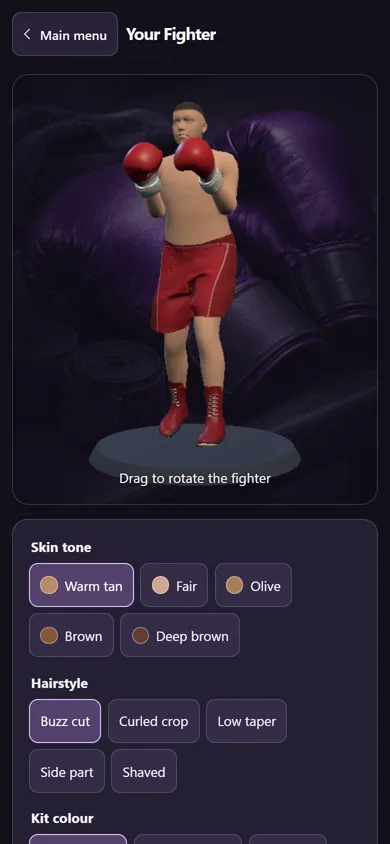 Main menu
Your Fighter
Drag to rotate the fighter
Skin tone
Warm tan
Fair
Olive
Brown
Deep brown
Hairstyle
Buzz cut
Curled crop
Low taper
Side part
Shaved
Kit colour